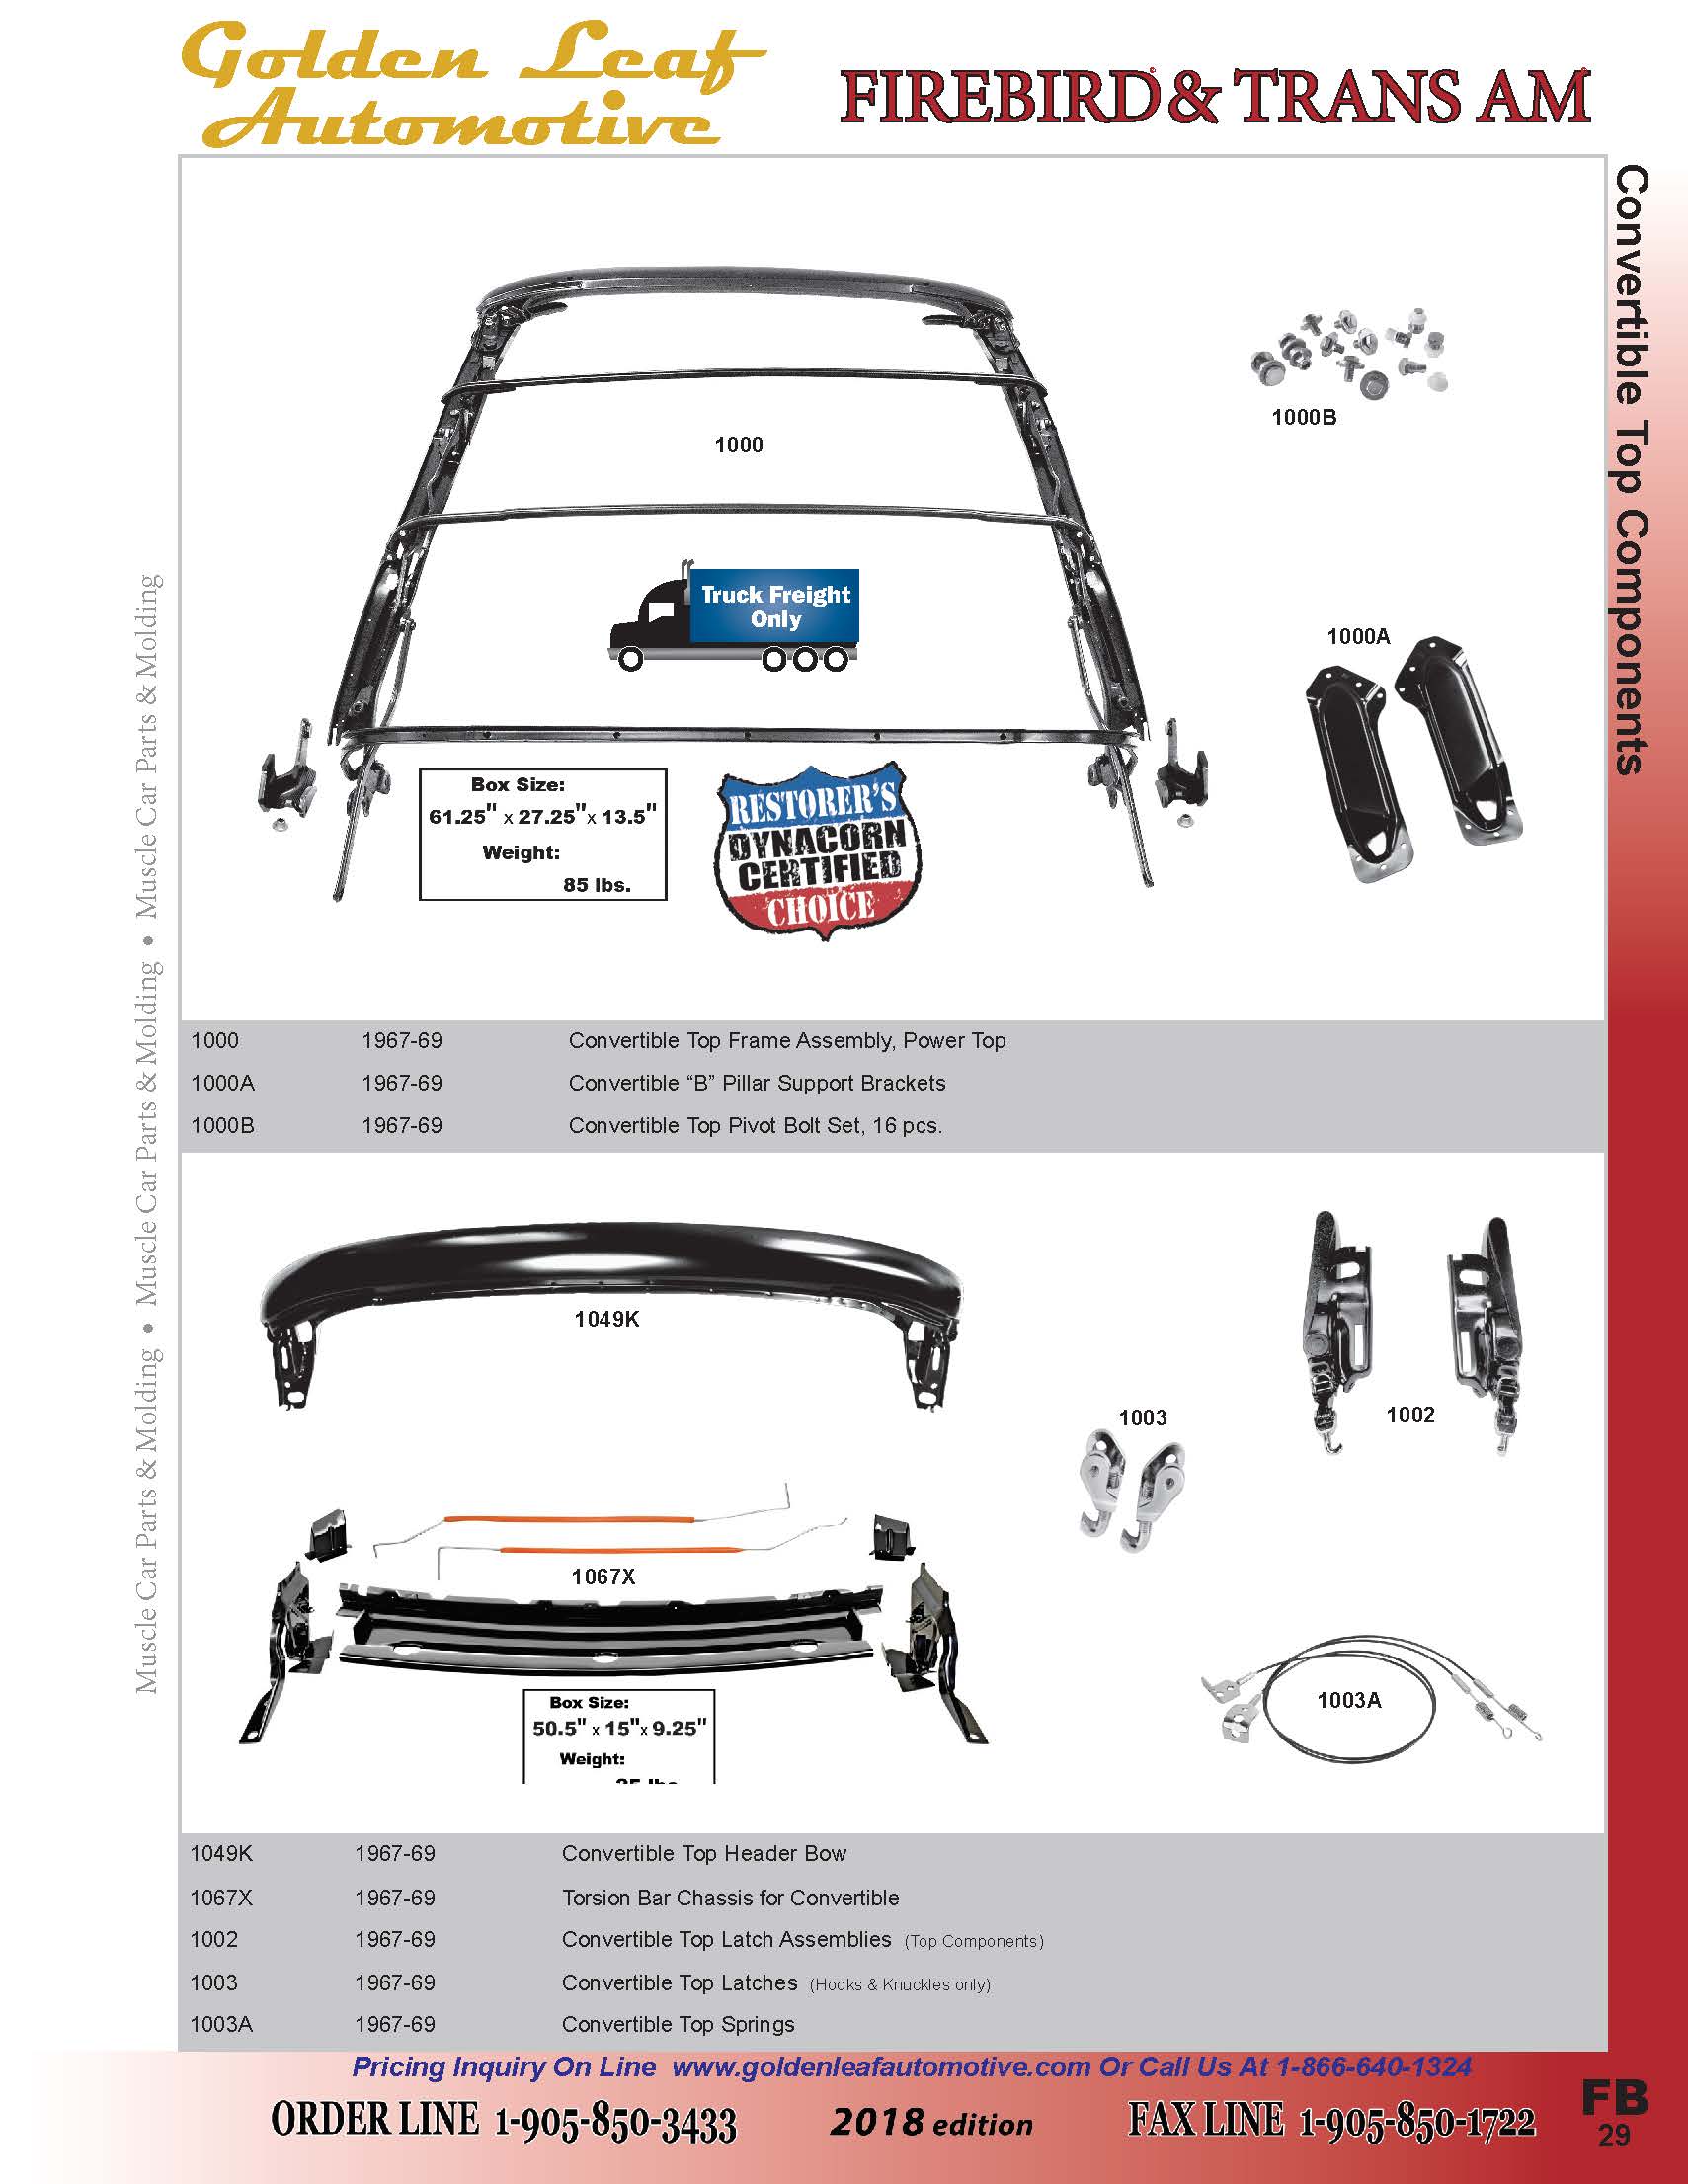 Golden Leaf
Automotive
FIREBIRD & TRANS AM
Convertible Top Components
Muscle Car Parts & Molding • Muscle Car Parts & Molding • Muscle Car Parts & Molding
1000
1000B
Truck Freight
Only
1000A
Box Size:
61.25" x 27.25" x 13.5"
Weight:
85 lbs.
RESTORER'S
DYNACORN
CERTIFIED
CHOICE
1000 1967-69 Convertible Top Frame Assembly, Power Top
1000A 1967-69 Convertible “B” Pillar Support Brackets
1000B 1967-69 Convertible Top Pivot Bolt Set, 16 pcs.
1049K
1003
1002
1067X
1003A
Box Size:
50.5" x 15" x 9.25"
Weight:
1049K 1967-69 Convertible Top Header Bow
1067X 1967-69 Torsion Bar Chassis for Convertible
1002 1967-69 Convertible Top Latch Assemblies (Top Components)
1003 1967-69 Convertible Top Latches (Hooks & Knuckles only)
1003A 1967-69 Convertible Top Springs
Pricing Inquiry On Line www.goldenleafautomotive.com Or Call Us At 1-866-640-1324
ORDER LINE 1-905-850-3433
2018 edition
FAX LINE 1-905-850-1722
FB
29